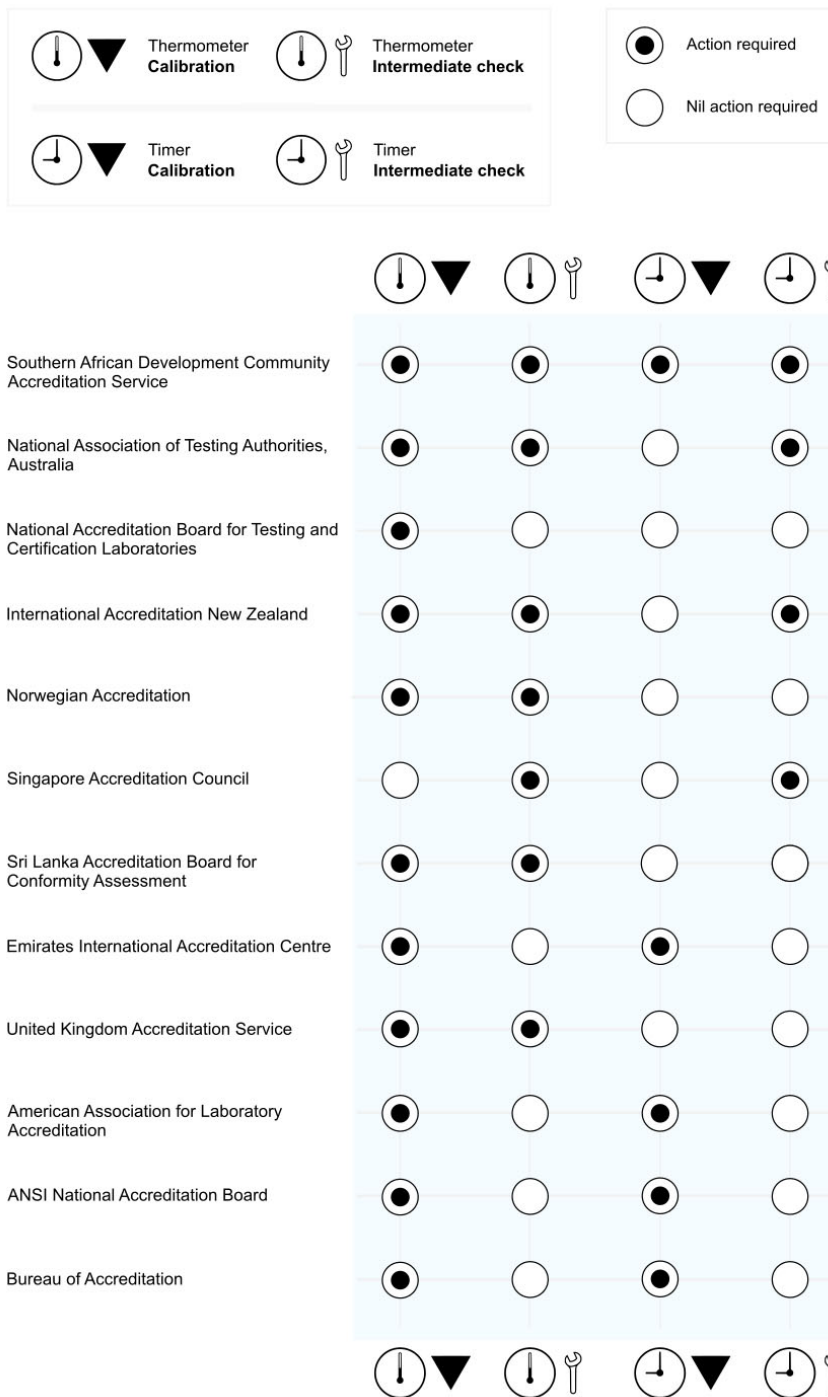 Thermometer
Calibration
Thermometer
Intermediate check
Timer
Calibration
Timer
Intermediate check
Action required
Nil action required
Southern African Development Community
Accreditation Service
National Association of Testing Authorities,
Australia
National Accreditation Board for Testing and
Certification Laboratories
International Accreditation New Zealand
Norwegian Accreditation
Singapore Accreditation Council
Sri Lanka Accreditation Board for
Conformity Assessment
Emirates International Accreditation Centre
United Kingdom Accreditation Service
American Association for Laboratory
Accreditation
ANSI National Accreditation Board
Bureau of Accreditation